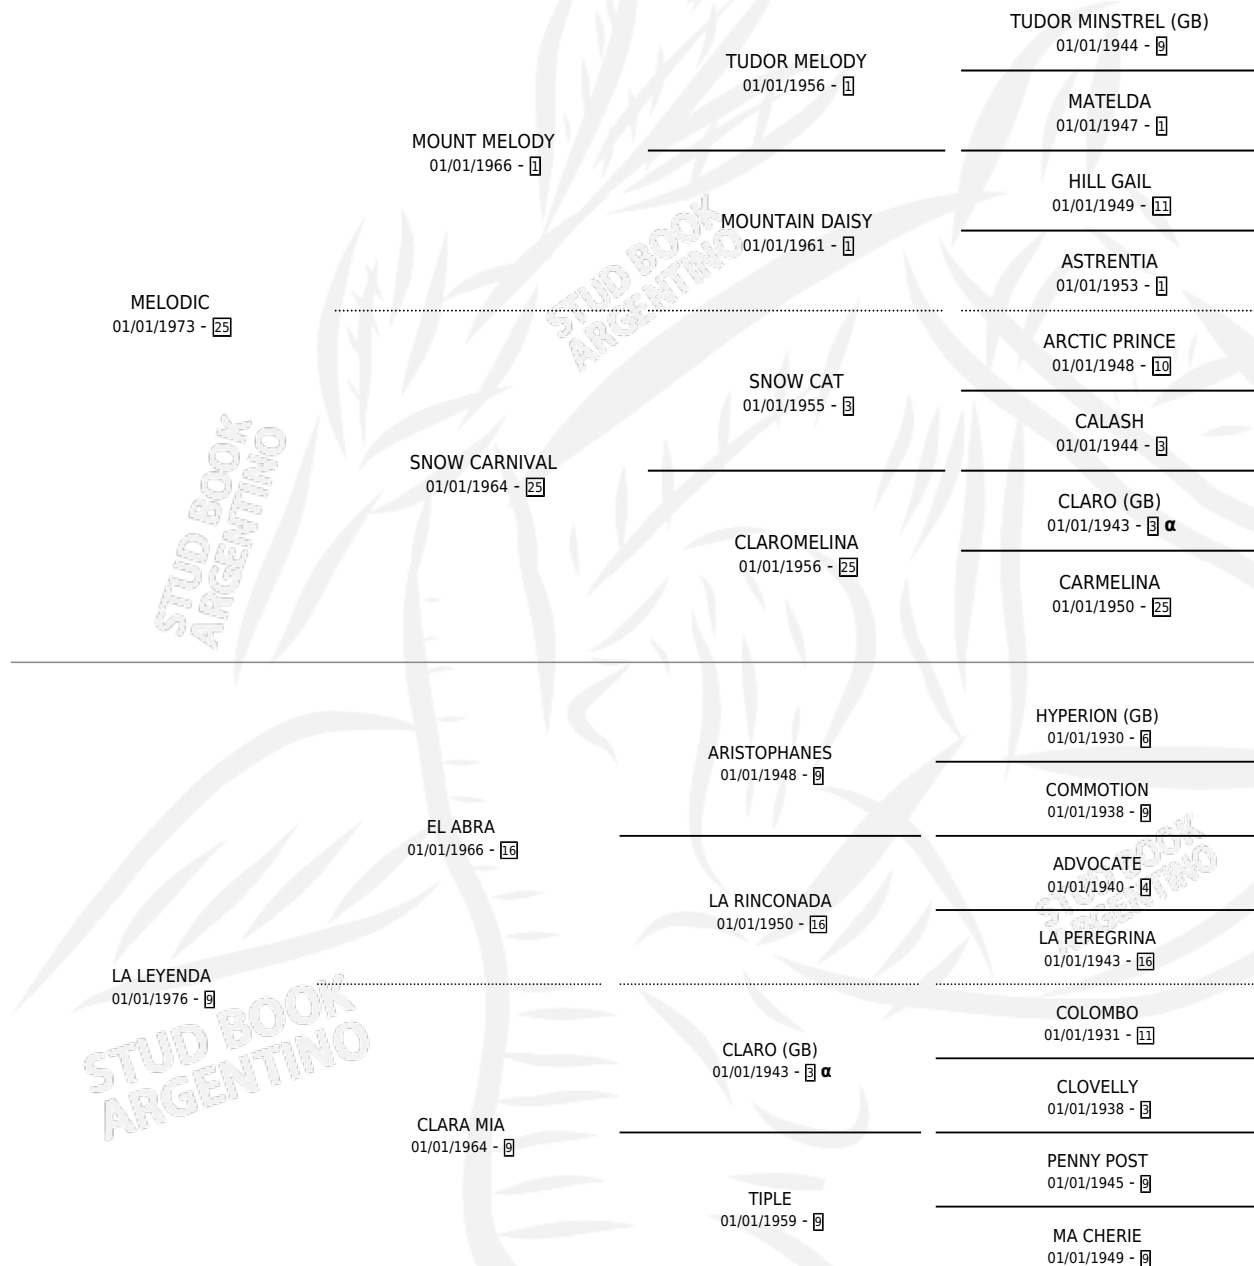 TUDOR MINSTREL (GB)
01/01/1944 - 9
TUDOR MELODY
01/01/1956 - 1
MATELDA
01/01/1947 - 1
MOUNT MELODY
01/01/1966 - 1
HILL GAIL
01/01/1949 - 11
MOUNTAIN DAISY
01/01/1961 - 1
ASTRENTIA
01/01/1953 - 1
MELODIC
01/01/1973 - 25
ARCTIC PRINCE
01/01/1948 - 10
SNOW CAT
01/01/1955 - 3
CALASH
01/01/1944 - 3
SNOW CARNIVAL
01/01/1964 - 25
CLARO (GB)
01/01/1943 - 3 α
CLAROMELINA
01/01/1956 - 25
CARMELINA
01/01/1950 - 25
HYPERION (GB)
01/01/1930 - 6
ARISTOPHANES
01/01/1948 - 9
COMMOTION
01/01/1938 - 9
EL ABRA
01/01/1966 - 16
ADVOCATE
01/01/1940 - 4
LA RINCONADA
01/01/1950 - 16
LA PEREGRINA
01/01/1943 - 16
LA LEYENDA
01/01/1976 - 9
COLOMBO
01/01/1931 - 11
CLARO (GB)
01/01/1943 - 3 α
CLOVELLY
01/01/1938 - 3
CLARA MIA
01/01/1964 - 9
PENNY POST
01/01/1945 - 9
TIPLE
01/01/1959 - 9
MA CHERIE
01/01/1949 - 9
STUD BOOK
ARGENTINO
STUD BOOK
ARGENTINO
STUD BOOK
ARGENTINO
STUD BOOK
ARGENTINO